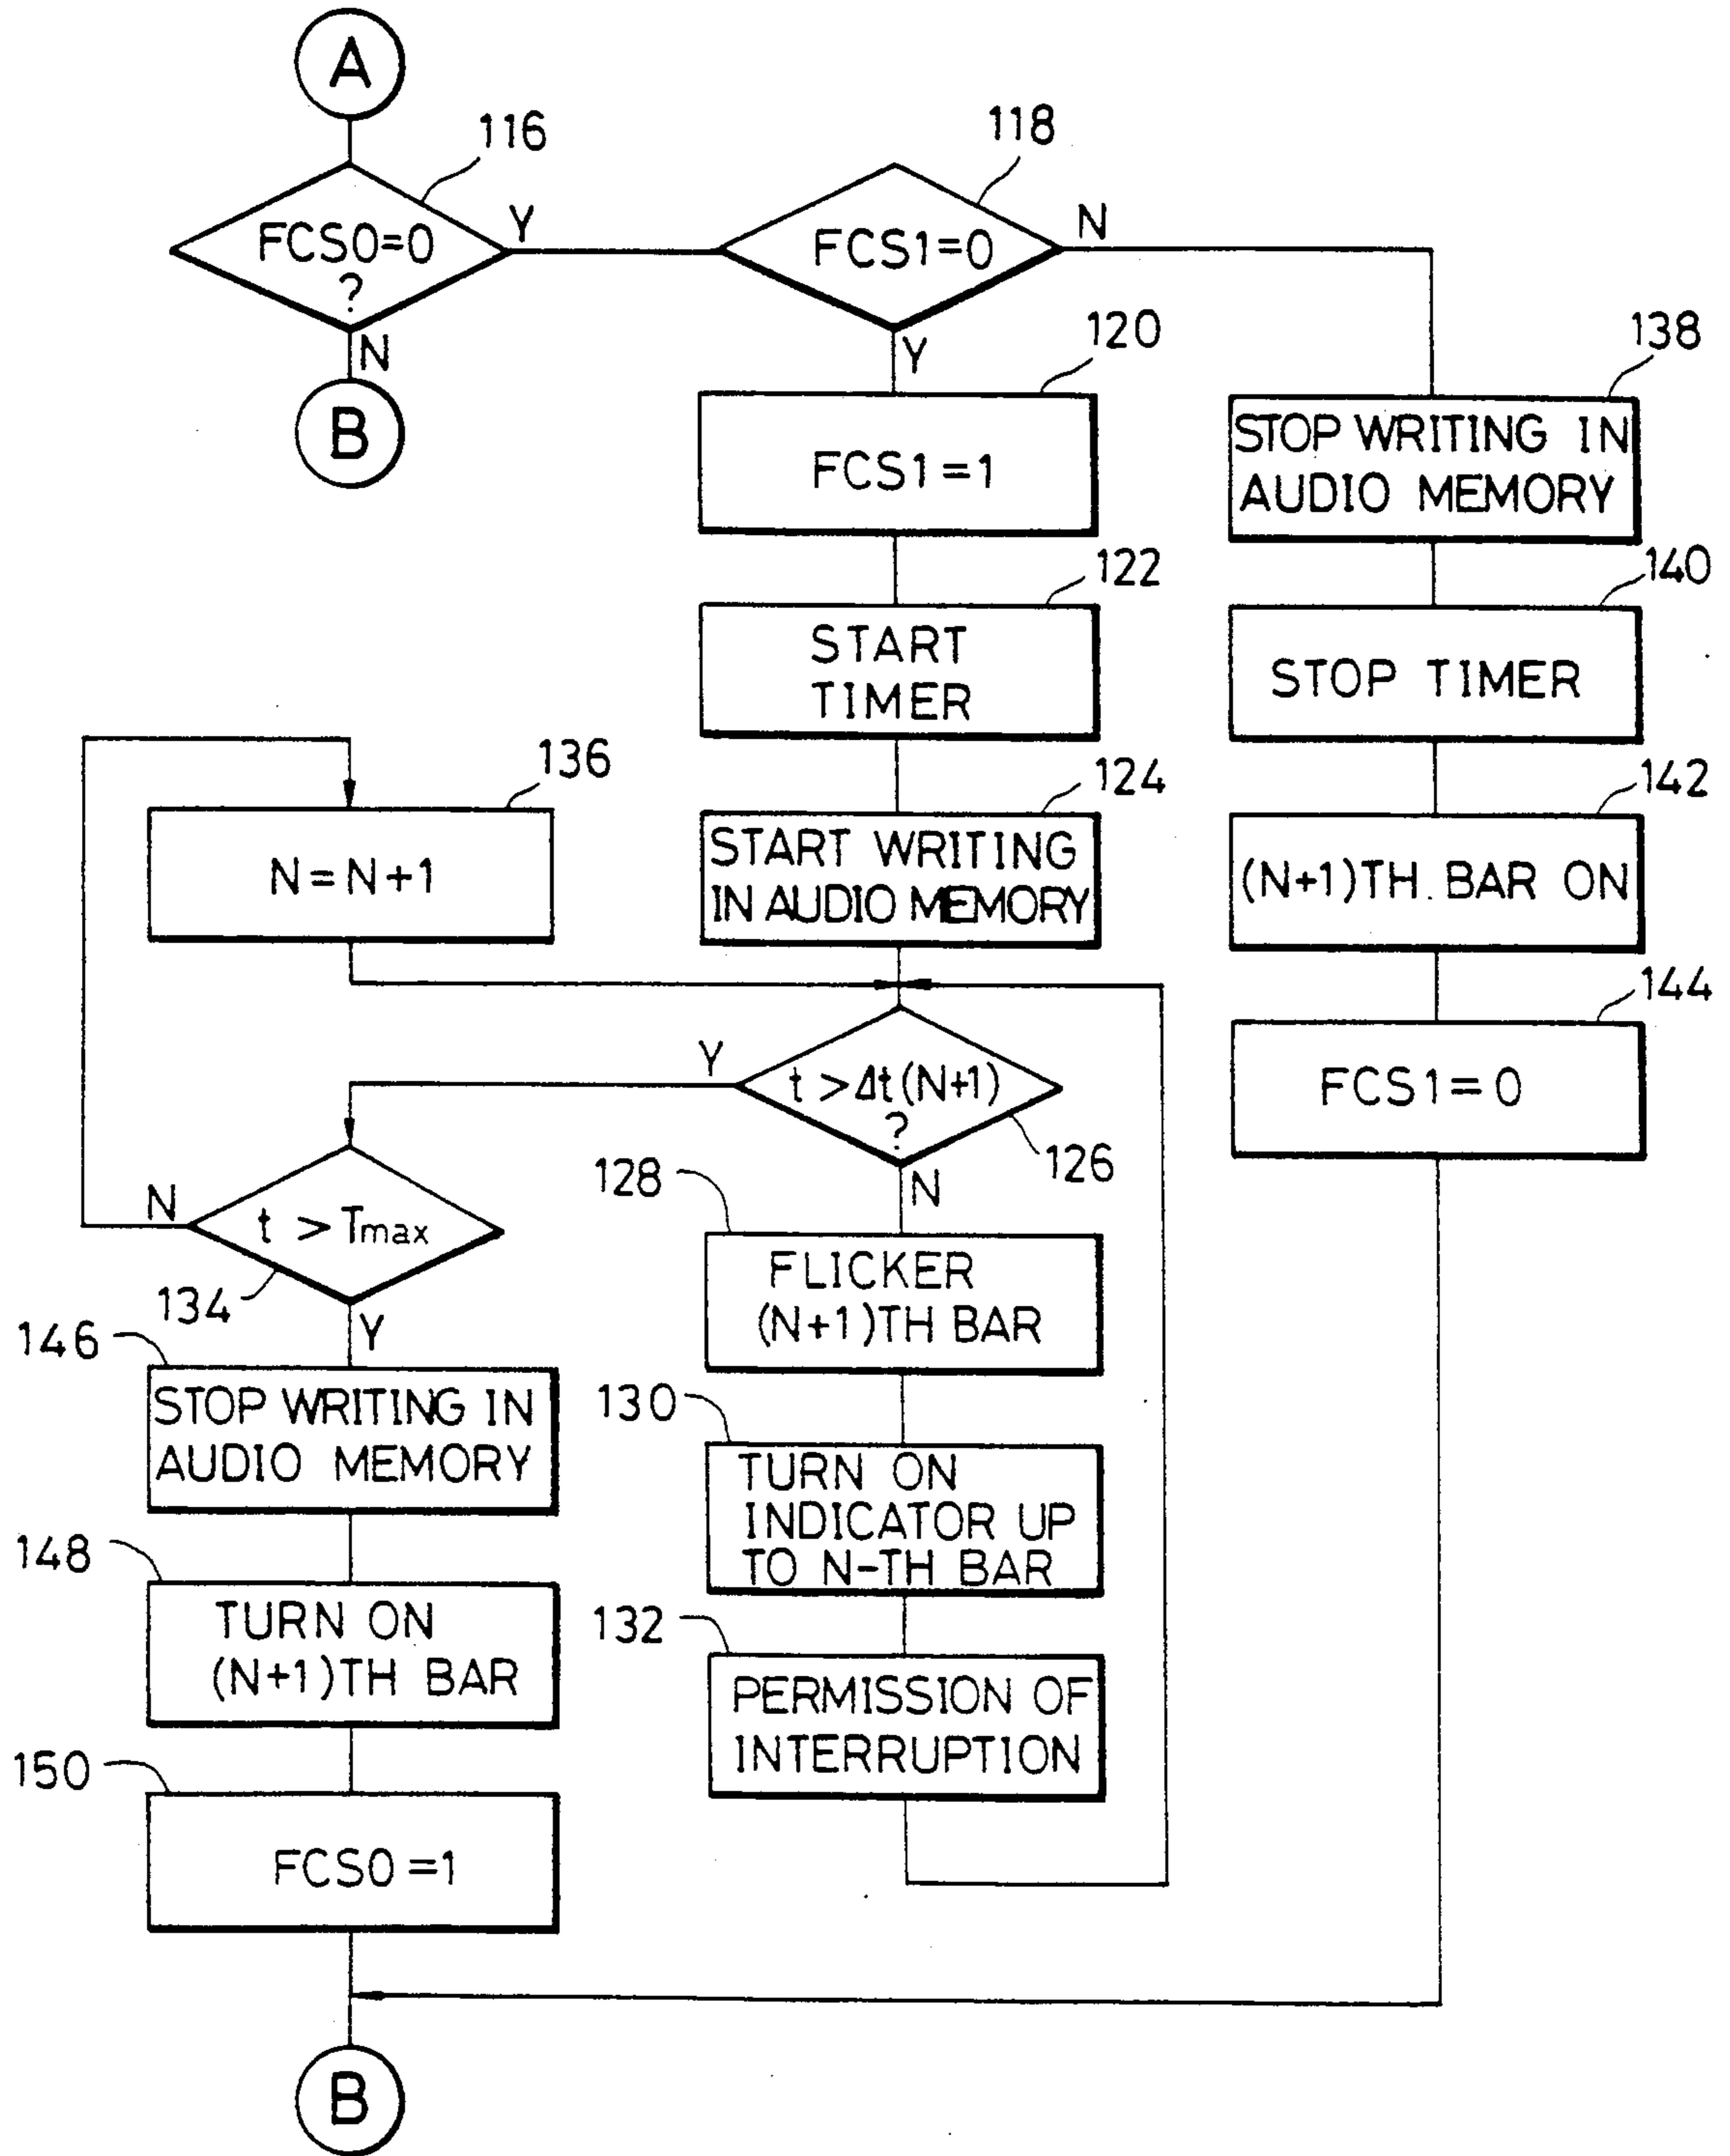 A
116
FCS0=0
?
Y
N
B
118
FCS1=0
N
Y
120
FCS1=1
122
START
TIMER
124
START WRITING
IN AUDIO MEMORY
138
STOP WRITING IN
AUDIO MEMORY
140
STOP TIMER
142
(N+1)TH. BAR ON
144
FCS1=0
136
N=N+1
126
t>Δt(N+1)
?
Y
N
134
t > Tmax
N
Y
128
FLICKER
(N+1)TH BAR
130
TURN ON
INDICATOR UP
TO N-TH BAR
132
PERMISSION OF
INTERRUPTION
146
STOP WRITING IN
AUDIO MEMORY
148
TURN ON
(N+1)TH BAR
150
FCS0=1
B